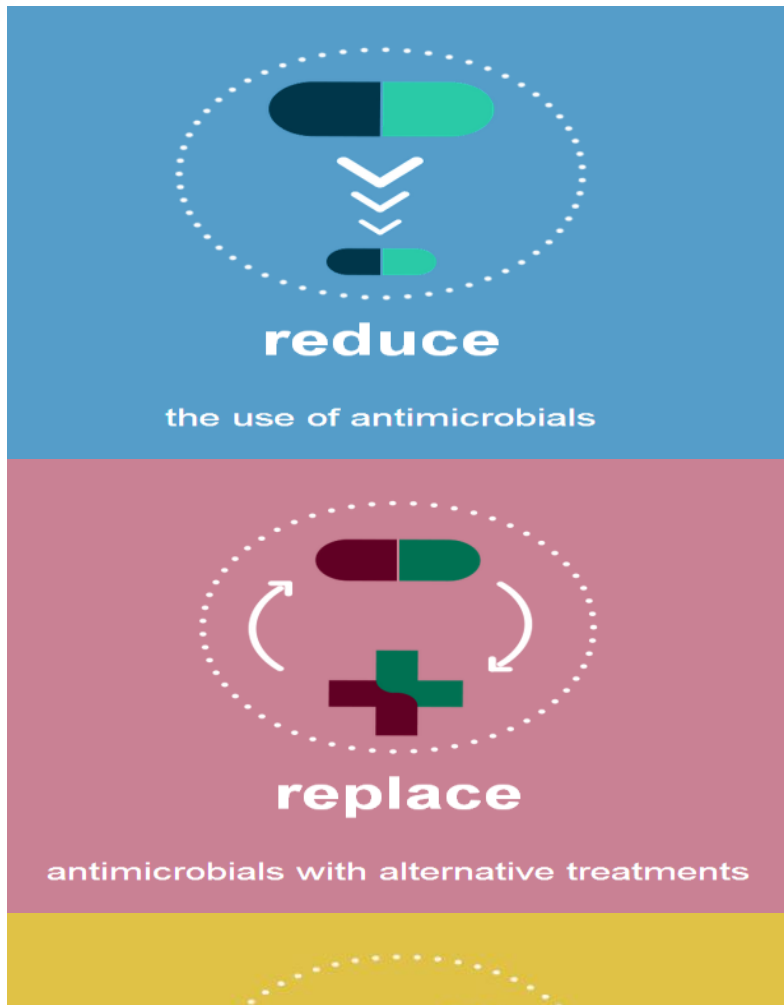 reduce
the use of antimicrobials
replace
antimicrobials with alternative treatments